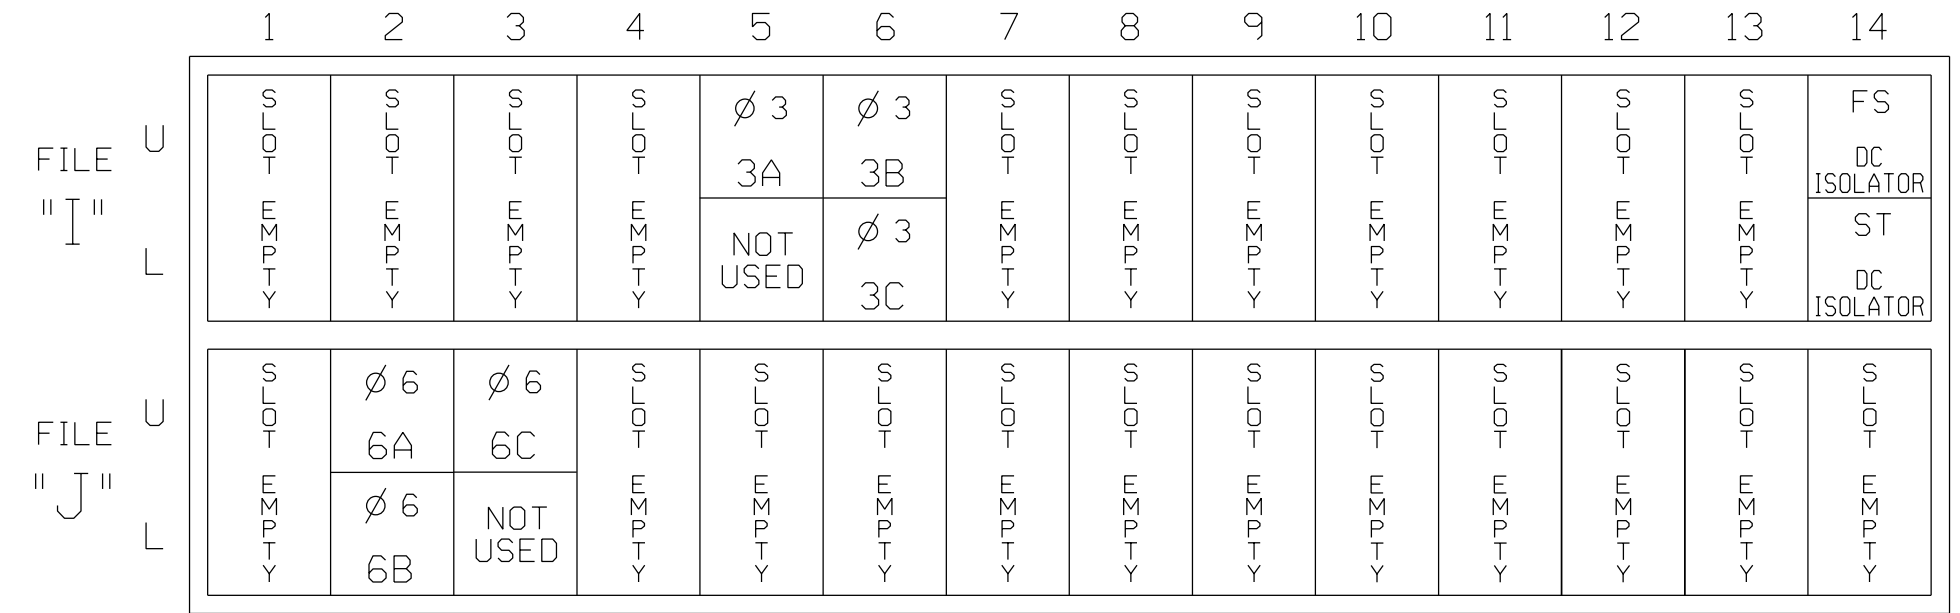 1 2 3 4 5 6 7 8 9 10 11 12 13 14
FILE
"I"
U
L
SLOT EMPTY
SLOT EMPTY
SLOT EMPTY
SLOT EMPTY
Ø 3
3A
NOT
USED
Ø 3
3B
Ø 3
3C
SLOT EMPTY
SLOT EMPTY
SLOT EMPTY
SLOT EMPTY
SLOT EMPTY
SLOT EMPTY
SLOT EMPTY
FS
DC
ISOLATOR
ST
DC
ISOLATOR
FILE
"J"
U
L
SLOT EMPTY
Ø 6
6A
Ø 6
6B
Ø 6
6C
NOT
USED
SLOT EMPTY
SLOT EMPTY
SLOT EMPTY
SLOT EMPTY
SLOT EMPTY
SLOT EMPTY
SLOT EMPTY
SLOT EMPTY
SLOT EMPTY
SLOT EMPTY
SLOT EMPTY